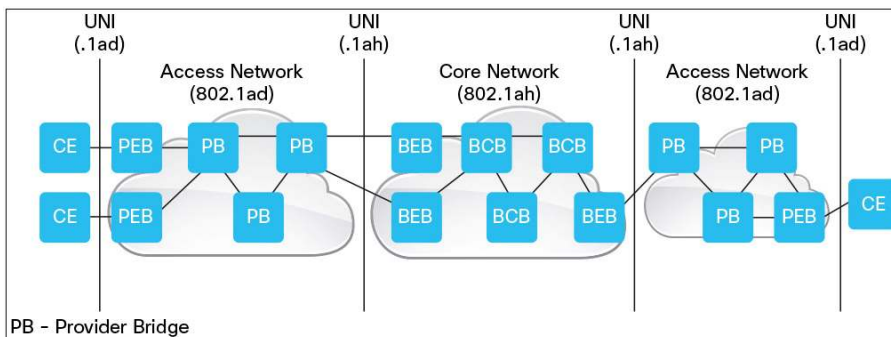 UNI UNI UNI UNI
(.1ad) (.1ah) (.1ah) (.1ad)
Access Network Core Network Access Network
(802.1ad) (802.1ah) (802.1ad)
CE PEB PB PB BEB BCB BCB PB PB
CE PEB PB BEB BCB BEB PB PEB CE
PB - Provider Bridge